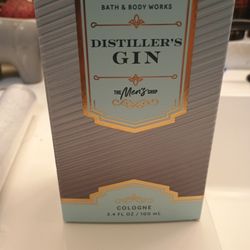 BATH & BODY WORKS
DISTILLER'S
GIN
THE Men's SHOP
COLOGNE
3.4 FL OZ / 100 mL